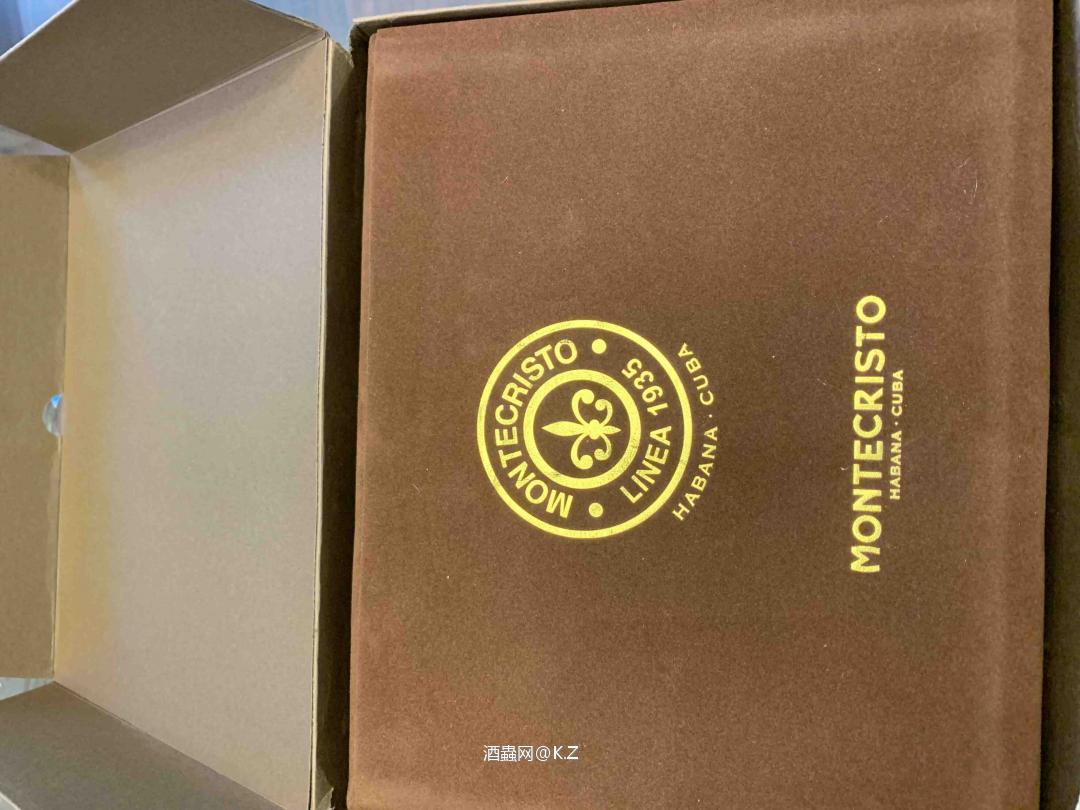 MONTECRISTO
LINEA 1935
HABANA · CUBA
MONTECRISTO
HABANA · CUBA
酒蟲网@K.Z